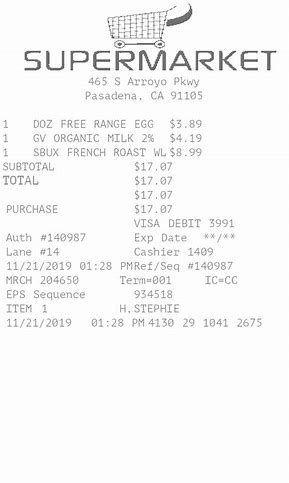 SUPERMARKET
465 S Arroyo Pkwy
Pasadena, CA 91105
1 DOZ FREE RANGE EGG $3.89
1 GV ORGANIC MILK 2% $4.19
1 SBUX FRENCH ROAST WL $8.99
SUBTOTAL $17.07
TOTAL $17.07
$17.07
PURCHASE $17.07
VISA DEBIT 3991
Auth #140987 Exp Date **/**
Lane #14 Cashier 1409
11/21/2019 01:28 PM Ref/Seq #140987
MRCH 204650 Term=001 IC=CC
EPS Sequence 934518
ITEM 1 H,STEPHIE
11/21/2019 01:28 PM 4130 29 1041 2675